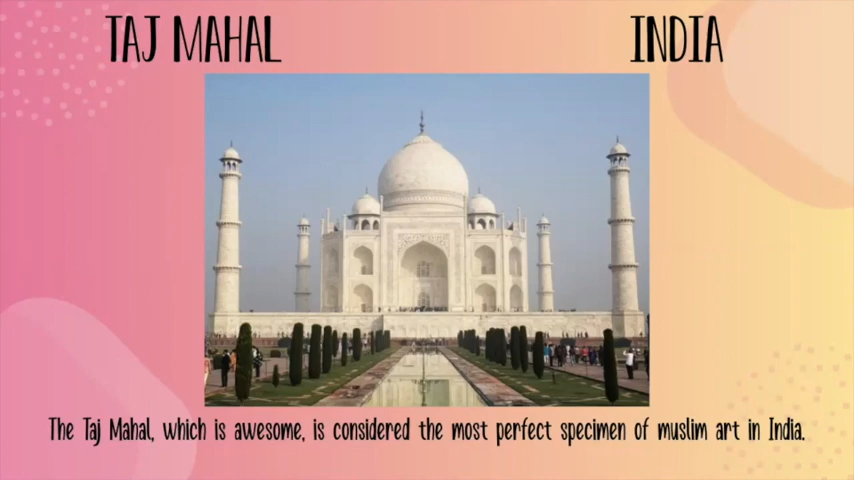 TAJ MAHAL
INDIA
The Taj Mahal, which is awesome, is considered the most perfect specimen of muslim art in India.